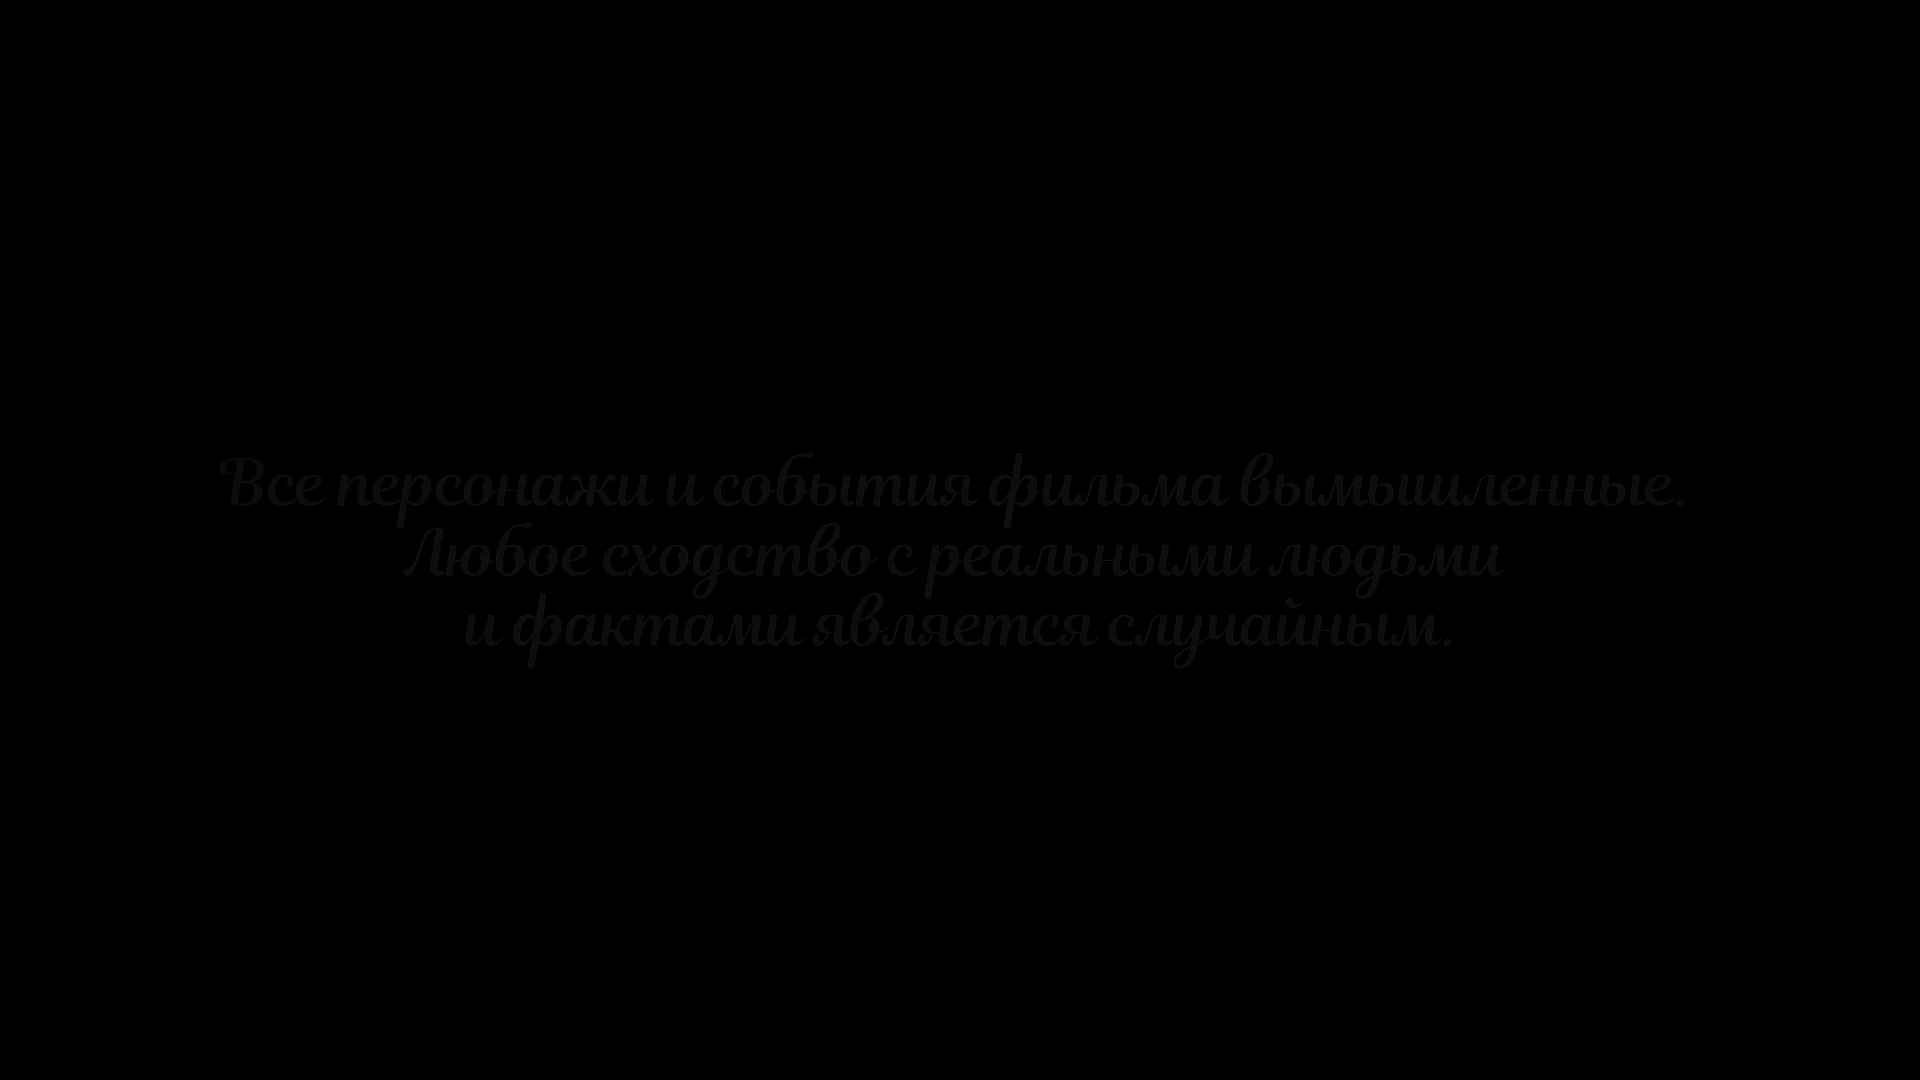 Все персонажи и события фильма вымышленные.
Любое сходство с реальными людьми
и фактами является случайным.